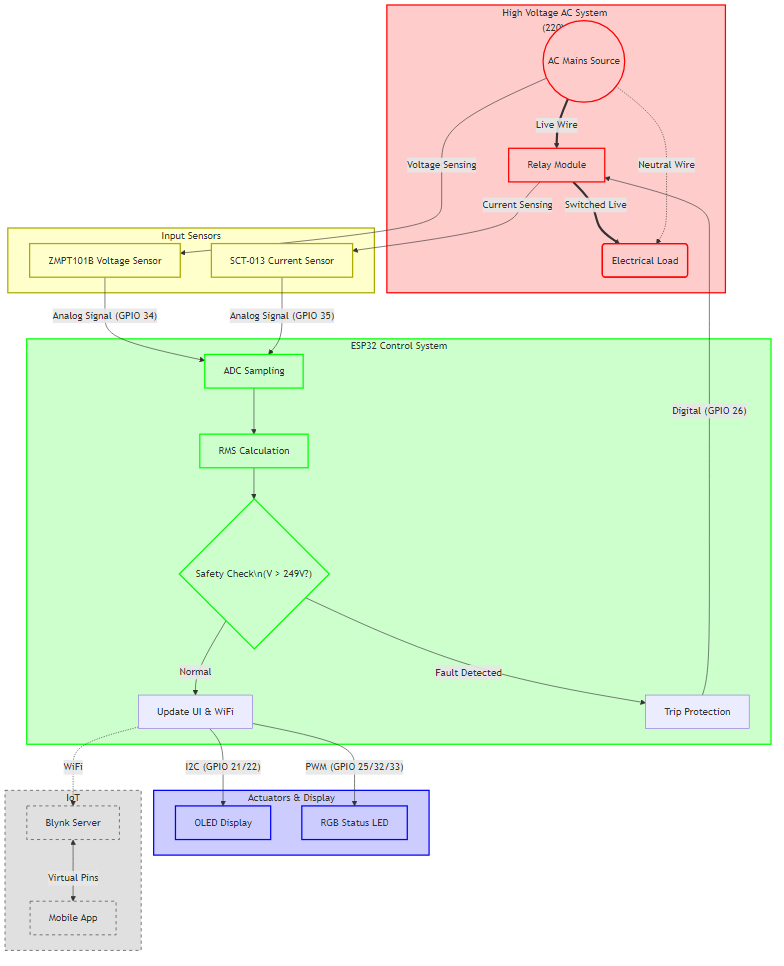 High Voltage AC System
(220
AC Mains Source
Live Wire
Voltage Sensing
Relay Module
Neutral Wire
Current Sensing
Switched Live
Input Sensors
ZMPT101B Voltage Sensor
SCT-013 Current Sensor
Electrical Load
Analog Signal (GPIO 34)
Analog Signal (GPIO 35)
ESP32 Control System
ADC Sampling
Digital (GPIO 26)
RMS Calculation
Safety Check\n(V > 249V?)
Normal
Fault Detected
Update UI & WiFi
Trip Protection
WiFi
I2C (GPIO 21/22)
PWM (GPIO 25/32/33)
IoT
Actuators & Display
Blynk Server
OLED Display
RGB Status LED
Virtual Pins
Mobile App